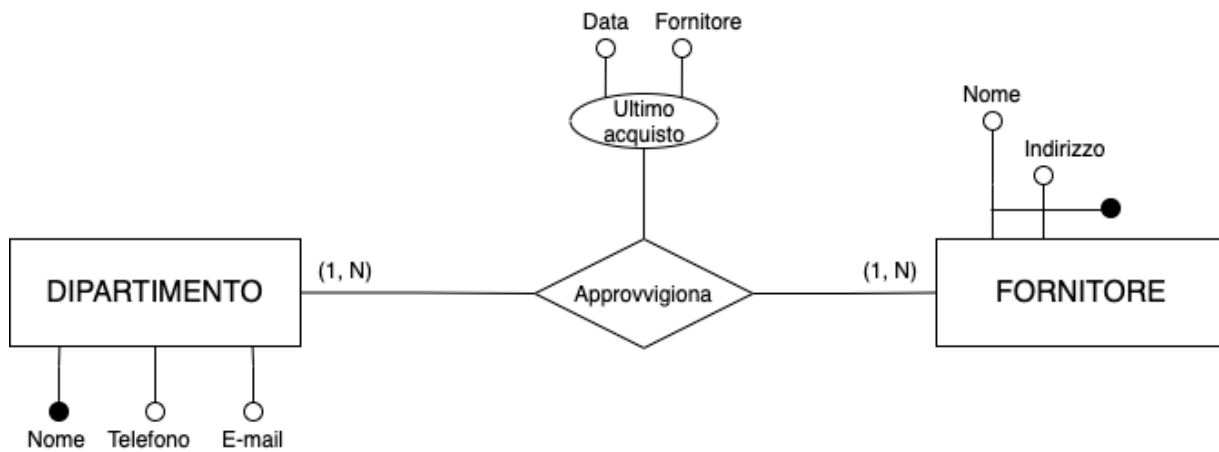 Data
Fornitore
Ultimo
acquisto
Nome
Indirizzo
DIPARTIMENTO
(1, N)
Approvvigiona
(1, N)
FORNITORE
Nome
Telefono
E-mail